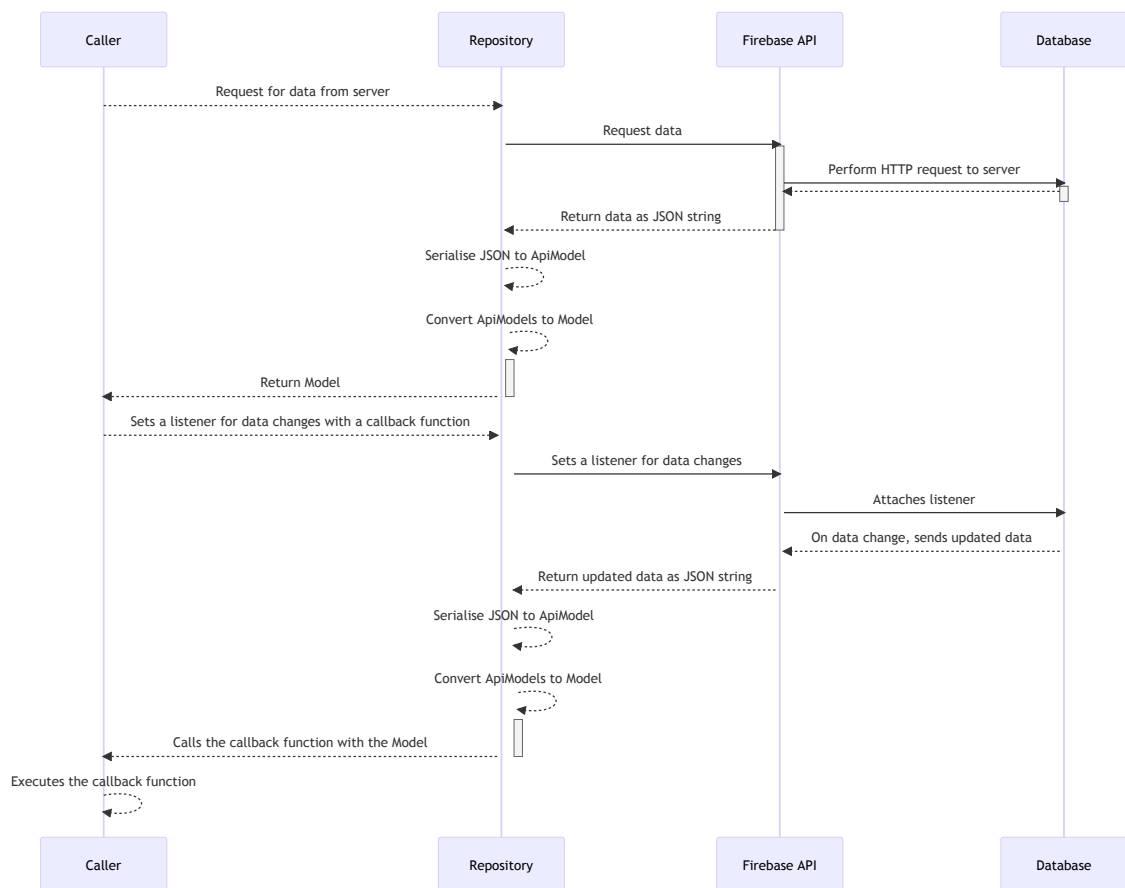 Caller
Repository
Firebase API
Database
Request for data from server
Request data
Perform HTTP request to server
Return data as JSON string
Serialise JSON to ApiModel
Convert ApiModels to Model
Return Model
Sets a listener for data changes with a callback function
Sets a listener for data changes
Attaches listener
On data change, sends updated data
Return updated data as JSON string
Serialise JSON to ApiModel
Convert ApiModels to Model
Calls the callback function with the Model
Executes the callback function
Caller
Repository
Firebase API
Database